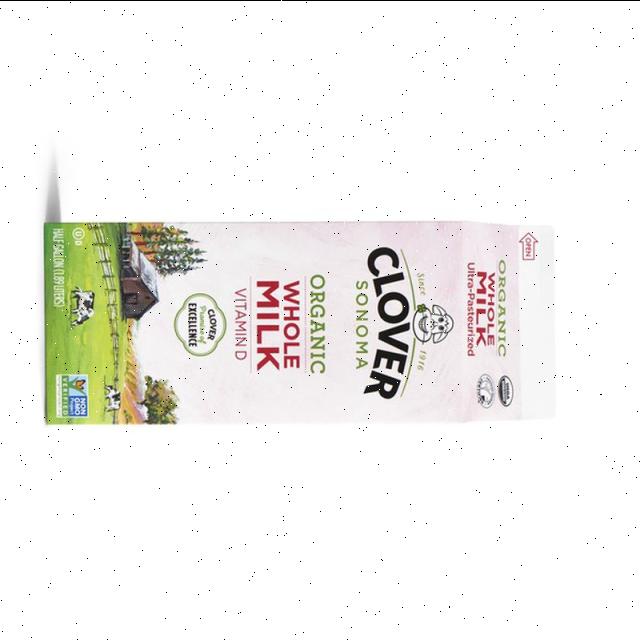 OPEN
ORGANIC
WHOLE
MILK
Ultra-Pasteurized
Since 1916
CLOVER
SONOMA
ORGANIC
WHOLE
MILK
VITAMIN D
CLOVER
Promise of
EXCELLENCE
NON
GMO
Project
VERIFIED
U D
HALF GALLON (1.89 LITERS)